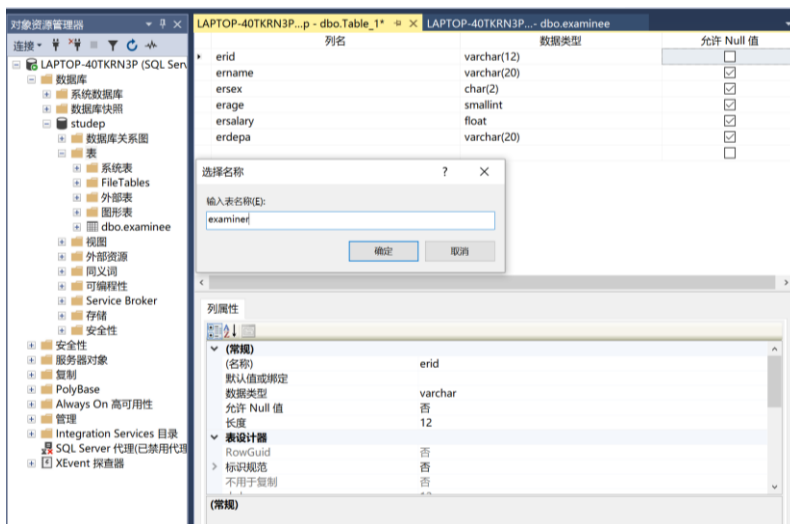 对象资源管理器
连接
LAPTOP-40TKRN3P (SQL Serv
数据库
系统数据库
数据库快照
studep
数据库关系图
表
系统表
FileTables
外部表
图形表
dbo.examinee
视图
外部资源
同义词
可编程性
Service Broker
存储
安全性
安全性
服务器对象
复制
PolyBase
Always On 高可用性
管理
Integration Services 目录
SQL Server 代理(已禁用代理
XEvent 探查器
LAPTOP-40TKRN3P...p - dbo.Table_1*
LAPTOP-40TKRN3P...- dbo.examinee
列名 数据类型 允许 Null 值
erid varchar(12)
ername varchar(20)
ersex char(2)
erage smallint
ersalary float
erdepa varchar(20)
选择名称 ?
输入表名称(E):
examiner
确定 取消
列属性
(常规)
(名称) erid
默认值或绑定
数据类型 varchar
允许 Null 值 否
长度 12
表设计器
RowGuid 否
标识规范 否
不用于复制 否
(常规)